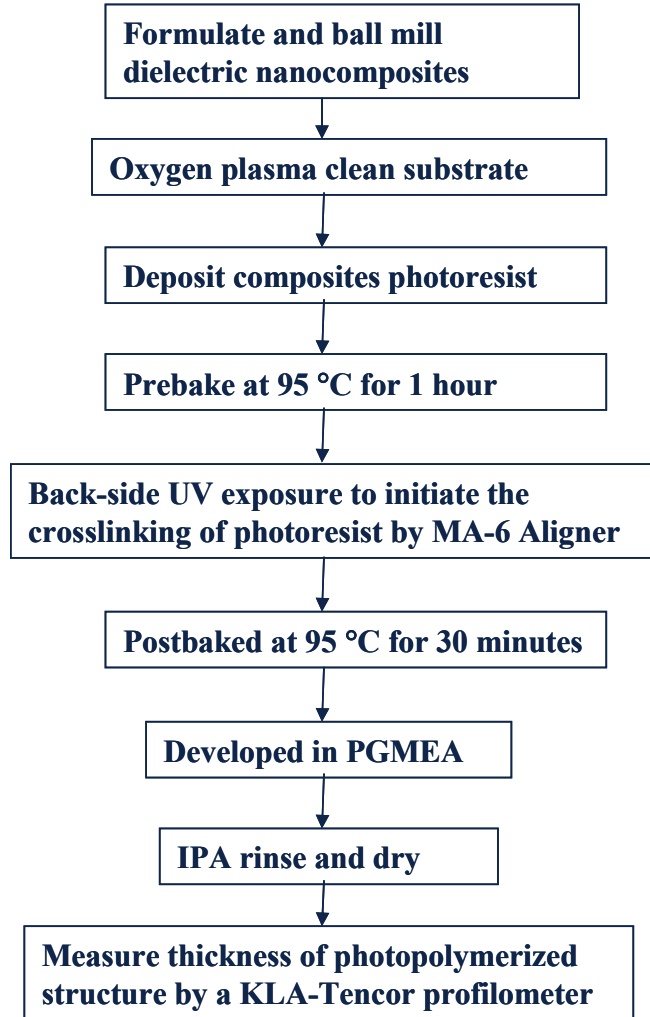 Formulate and ball mill
dielectric nanocomposites
Oxygen plasma clean substrate
Deposit composites photoresist
Prebake at 95 °C for 1 hour
Back-side UV exposure to initiate the
crosslinking of photoresist by MA-6 Aligner
Postbaked at 95 °C for 30 minutes
Developed in PGMEA
IPA rinse and dry
Measure thickness of photopolymerized
structure by a KLA-Tencor profilometer